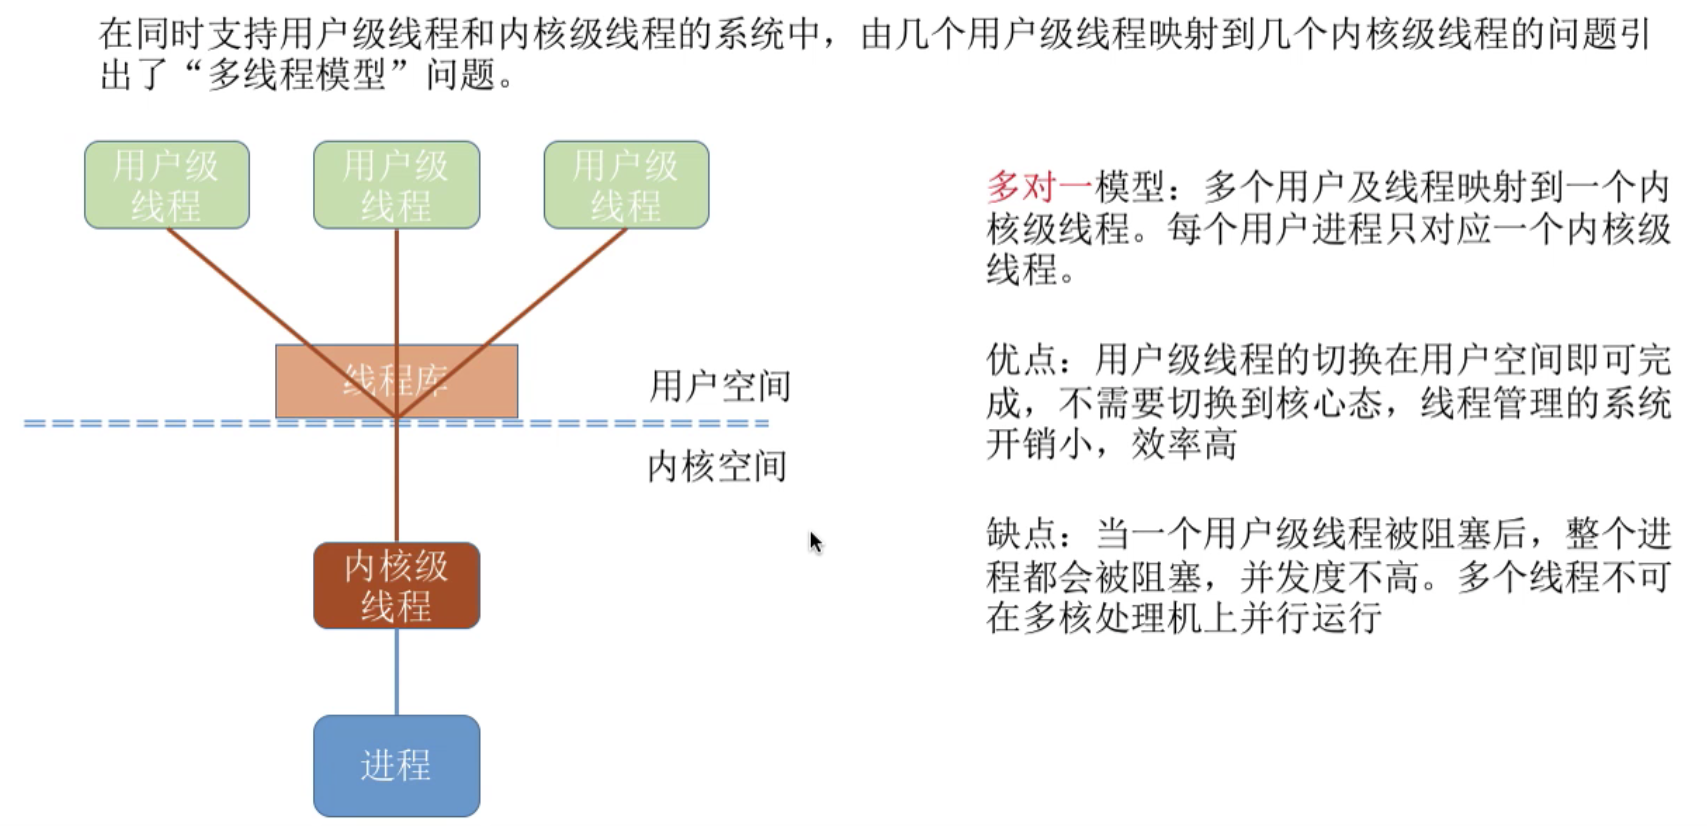 在同时支持用户级线程和内核级线程的系统中，由几个用户级线程映射到几个内核级线程的问题引
出了“多线程模型”问题。
用户级
线程
用户级
线程
用户级
线程
线程库
用户空间
内核空间
内核级
线程
进程
多对一模型：多个用户及线程映射到一个内
核级线程。每个用户进程只对应一个内核级
线程。
优点：用户级线程的切换在用户空间即可完
成，不需要切换到核心态，线程管理的系统
开销小，效率高
缺点：当一个用户级线程被阻塞后，整个进
程都会被阻塞，并发度不高。多个线程不可
在多核处理机上并行运行